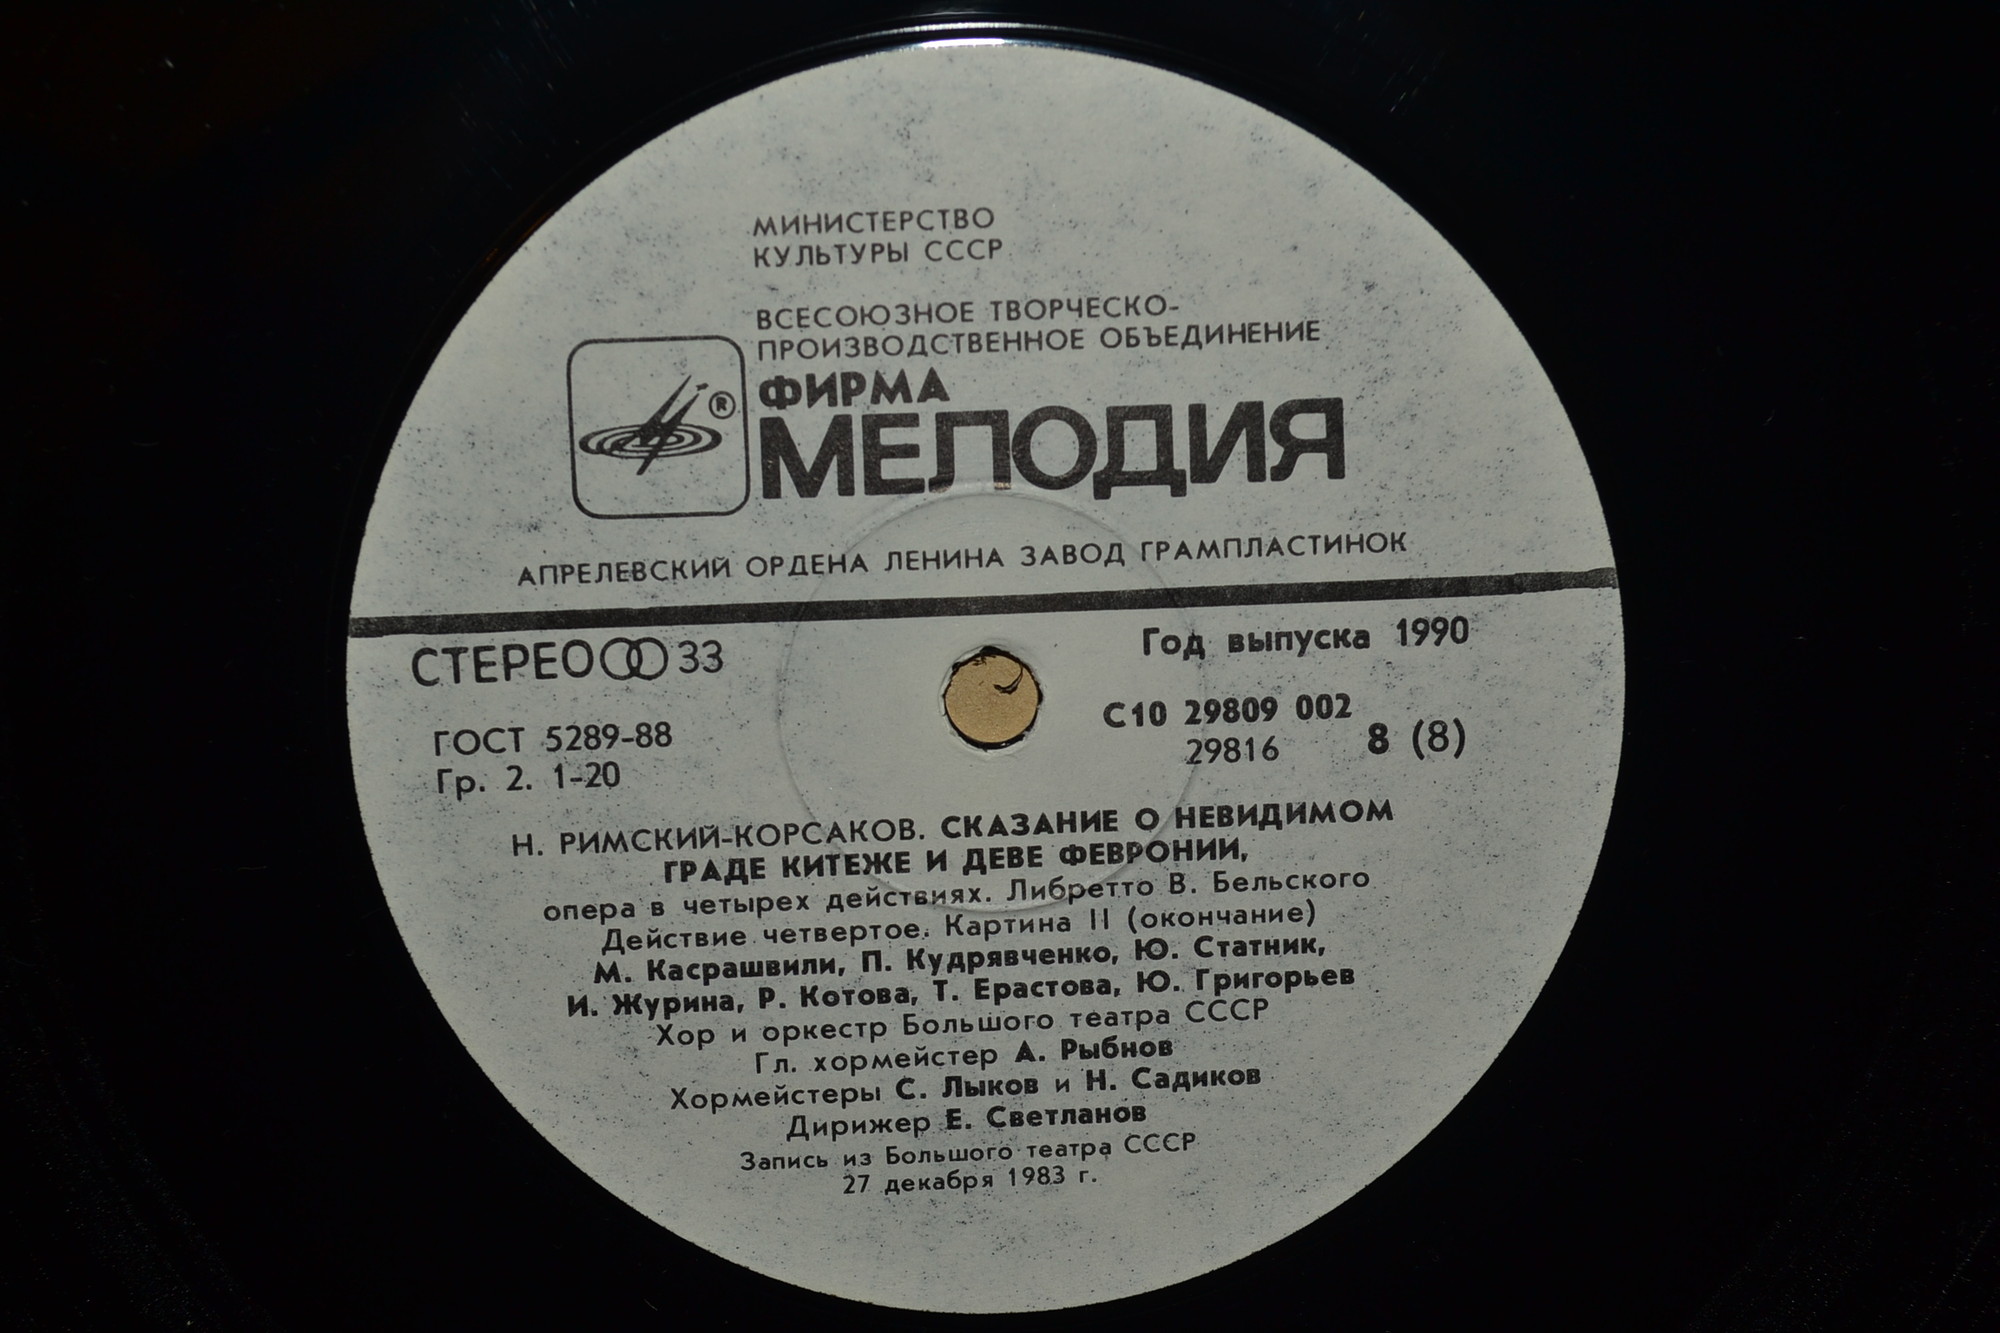 МИНИСТЕРСТВО
КУЛЬТУРЫ СССР
ВСЕСОЮЗНОЕ ТВОРЧЕСКО-
ПРОИЗВОДСТВЕННОЕ ОБЪЕДИНЕНИЕ
ФИРМА
®
МЕЛОДИЯ
АПРЕЛЕВСКИЙ ОРДЕНА ЛЕНИНА ЗАВОД ГРАМПЛАСТИНОК
СТЕРЕО 33
Год выпуска 1990
ГОСТ 5289-88
Гр. 2. 1-20
С10 29809 002
29816
8 (8)
Н. РИМСКИЙ-КОРСАКОВ. СКАЗАНИЕ О НЕВИДИМОМ
ГРАДЕ КИТЕЖЕ И ДЕВЕ ФЕВРОНИИ,
опера в четырех действиях. Либретто В. Бельского
Действие четвертое. Картина II (окончание)
М. Касрашвили, П. Кудрявченко, Ю. Статник,
И. Журина, Р. Котова, Т. Ерастова, Ю. Григорьев
Хор и оркестр Большого театра СССР
Гл. хормейстер А. Рыбнов
Хормейстеры С. Лыков и Н. Садиков
Дирижер Е. Светланов
Запись из Большого театра СССР
27 декабря 1983 г.